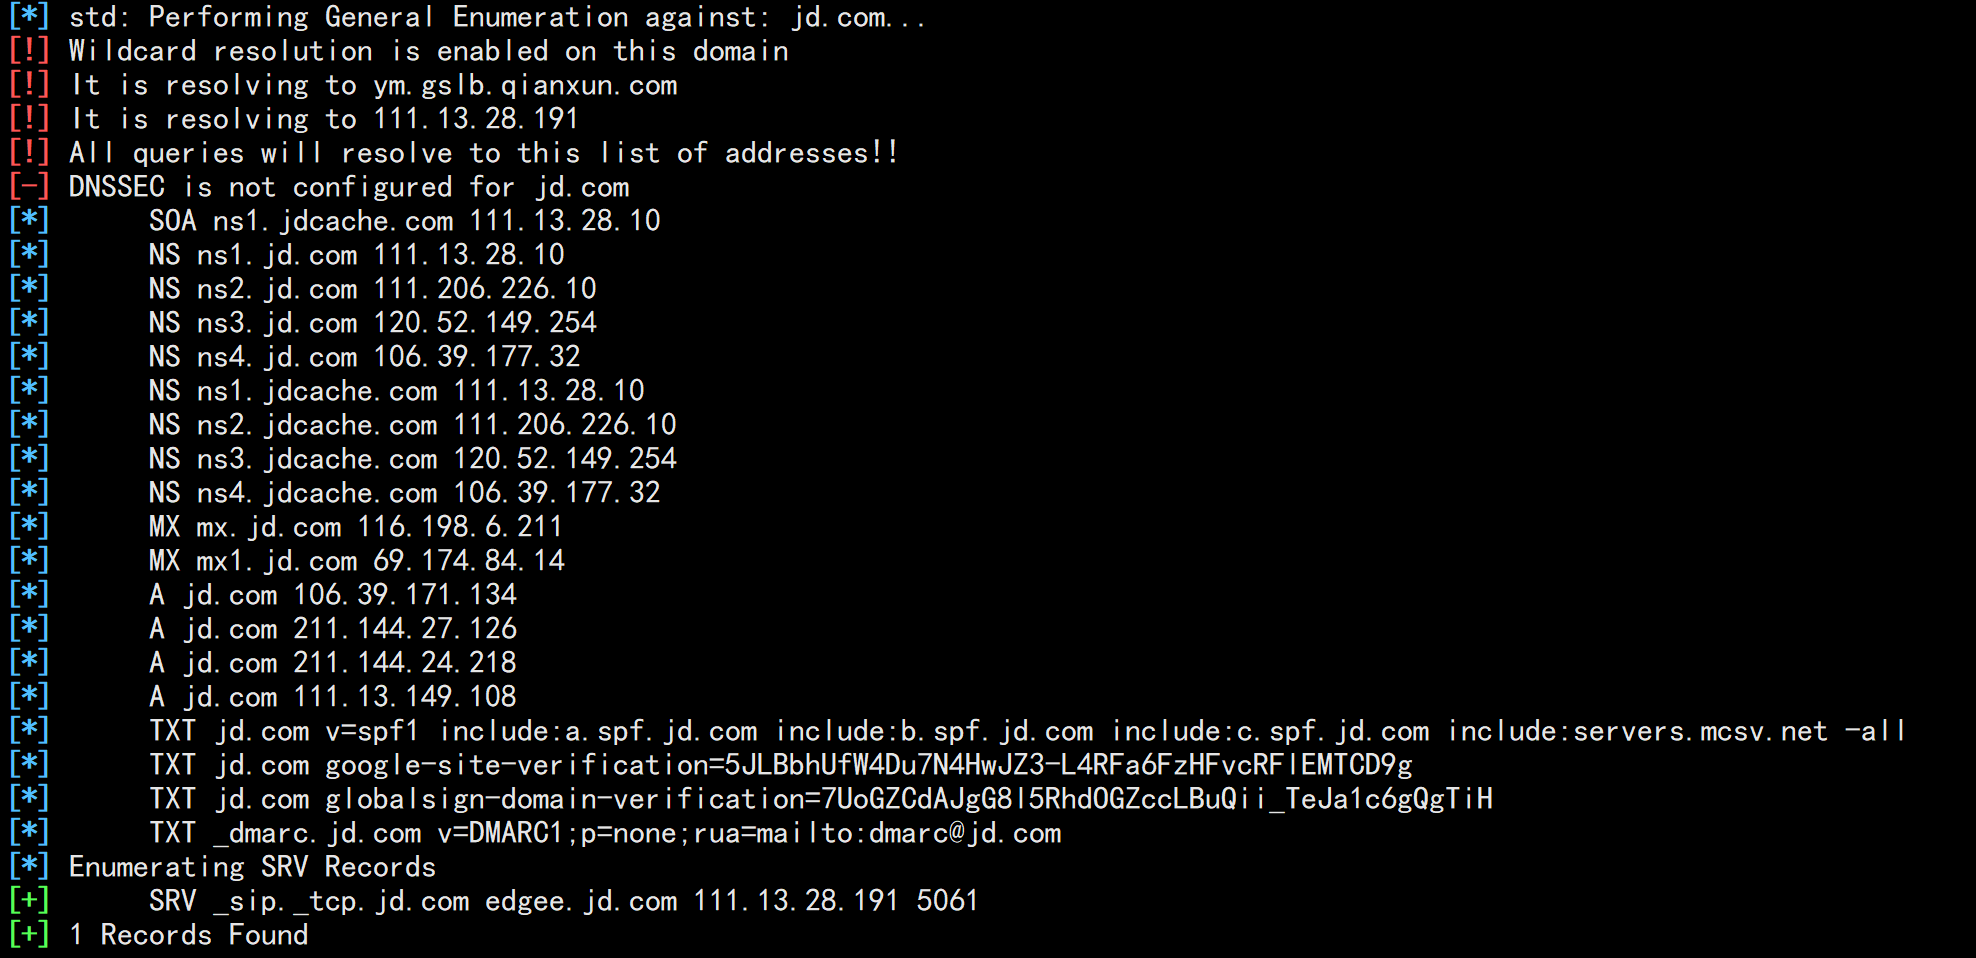 [*] std: Performing General Enumeration against: jd.com...
[!] Wildcard resolution is enabled on this domain
[!] It is resolving to ym.gslb.qianxun.com
[!] It is resolving to 111.13.28.191
[!] All queries will resolve to this list of addresses!!
[-] DNSSEC is not configured for jd.com
[*] SOA ns1.jdcache.com 111.13.28.10
[*] NS ns1.jd.com 111.13.28.10
[*] NS ns2.jd.com 111.206.226.10
[*] NS ns3.jd.com 120.52.149.254
[*] NS ns4.jd.com 106.39.177.32
[*] NS ns1.jdcache.com 111.13.28.10
[*] NS ns2.jdcache.com 111.206.226.10
[*] NS ns3.jdcache.com 120.52.149.254
[*] NS ns4.jdcache.com 106.39.177.32
[*] MX mx.jd.com 116.198.6.211
[*] MX mx1.jd.com 69.174.84.14
[*] A jd.com 106.39.171.134
[*] A jd.com 211.144.27.126
[*] A jd.com 211.144.24.218
[*] A jd.com 111.13.149.108
[*] TXT jd.com v=spf1 include:a.spf.jd.com include:b.spf.jd.com include:c.spf.jd.com include:servers.mcsv.net -all
[*] TXT jd.com google-site-verification=5JLBbhUfW4Du7N4HwJZ3-L4RFa6FzHFvcRFlEMTCD9g
[*] TXT jd.com globalsign-domain-verification=7UoGZCdAJgG8l5RhdOGZccLBuQii_TeJa1c6gQgTiH
[*] TXT _dmarc.jd.com v=DMARC1;p=none;rua=mailto:dmarc@jd.com
[*] Enumerating SRV Records
[+] SRV _sip._tcp.jd.com edgee.jd.com 111.13.28.191 5061
[+] 1 Records Found